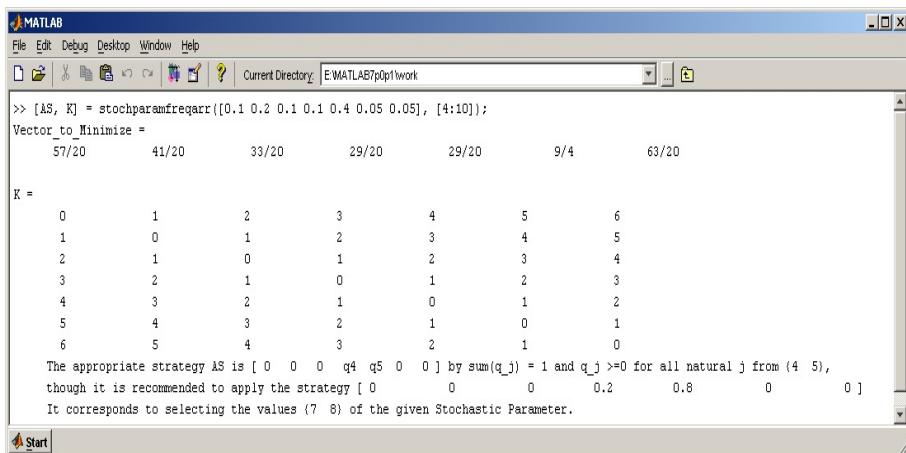 MATLAB
File Edit Debug Desktop Window Help
Current Directory: E:\MATLAB7p0p1\work
>> [AS, K] = stochparamfreqarr([0.1 0.2 0.1 0.1 0.4 0.05 0.05], [4:10]);
Vector_to_Minimize =
57/20 41/20 33/20 29/20 29/20 9/4 63/20
K =
0 1 2 3 4 5 6
1 0 1 2 3 4 5
2 1 0 1 2 3 4
3 2 1 0 1 2 3
4 3 2 1 0 1 2
5 4 3 2 1 0 1
6 5 4 3 2 1 0
The appropriate strategy AS is [ 0 0 0 q4 q5 0 0 ] by sum(q_j) = 1 and q_j >=0 for all natural j from {4 5},
though it is recommended to apply the strategy [ 0 0 0 0.2 0.8 0 0 ]
It corresponds to selecting the values {7 8} of the given Stochastic Parameter.
Start